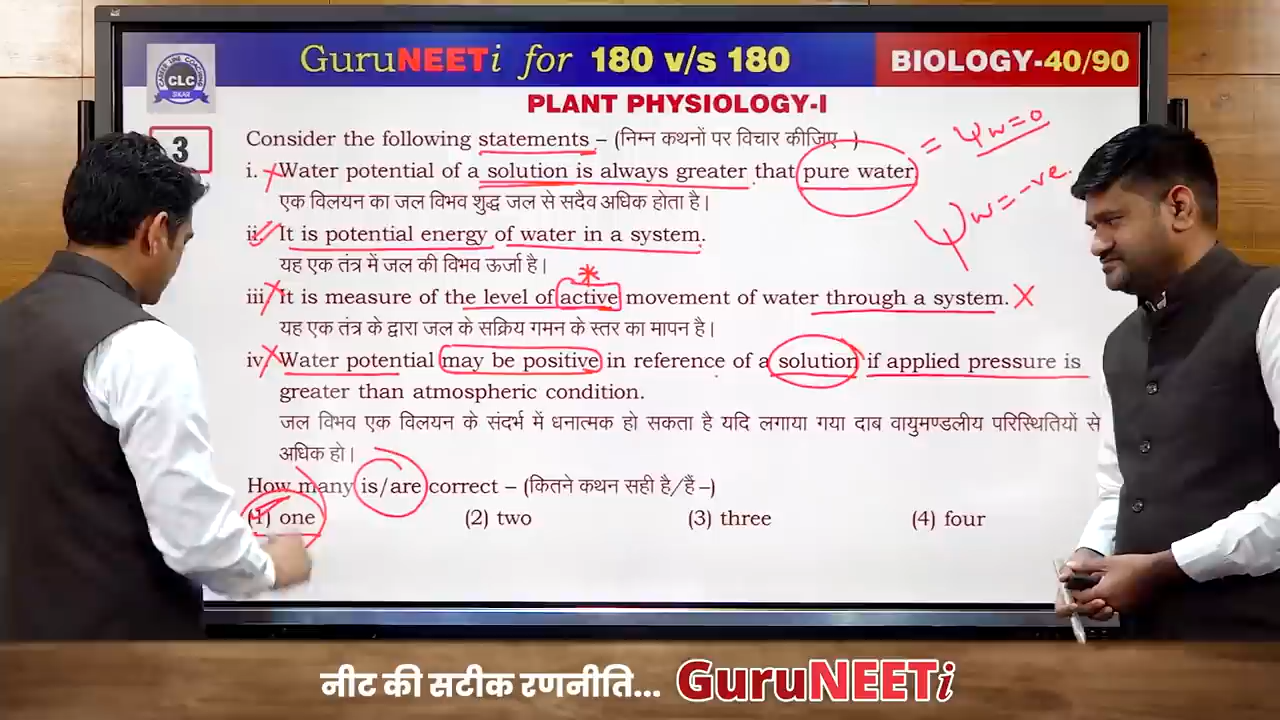 CAREER LINE COACHING
CLC
SIKAR
GuruNEETi for 180 v/s 180
BIOLOGY-40/90
PLANT PHYSIOLOGY-I
3
Consider the following statements – (निम्न कथनों पर विचार कीजिए– )
= Ψw=0
i. Water potential of a solution is always greater that pure water.
एक विलयन का जल विभव शुद्ध जल से सदैव अधिक होता है।
Ψw=-ve
ii. It is potential energy of water in a system.
यह एक तंत्र में जल की विभव ऊर्जा है।
iii. It is measure of the level of active movement of water through a system.
यह एक तंत्र के द्वारा जल के सक्रिय गमन के स्तर का मापन है।
iv. Water potential may be positive in reference of a solution if applied pressure is
greater than atmospheric condition.
जल विभव एक विलयन के संदर्भ में धनात्मक हो सकता है यदि लगाया गया दाब वायुमण्डलीय परिस्थितियों से
अधिक हो।
How many is/are correct – (कितने कथन सही है/हैं –)
(1) one (2) two (3) three (4) four
नीट की सटीक रणनीति... GuruNEETi